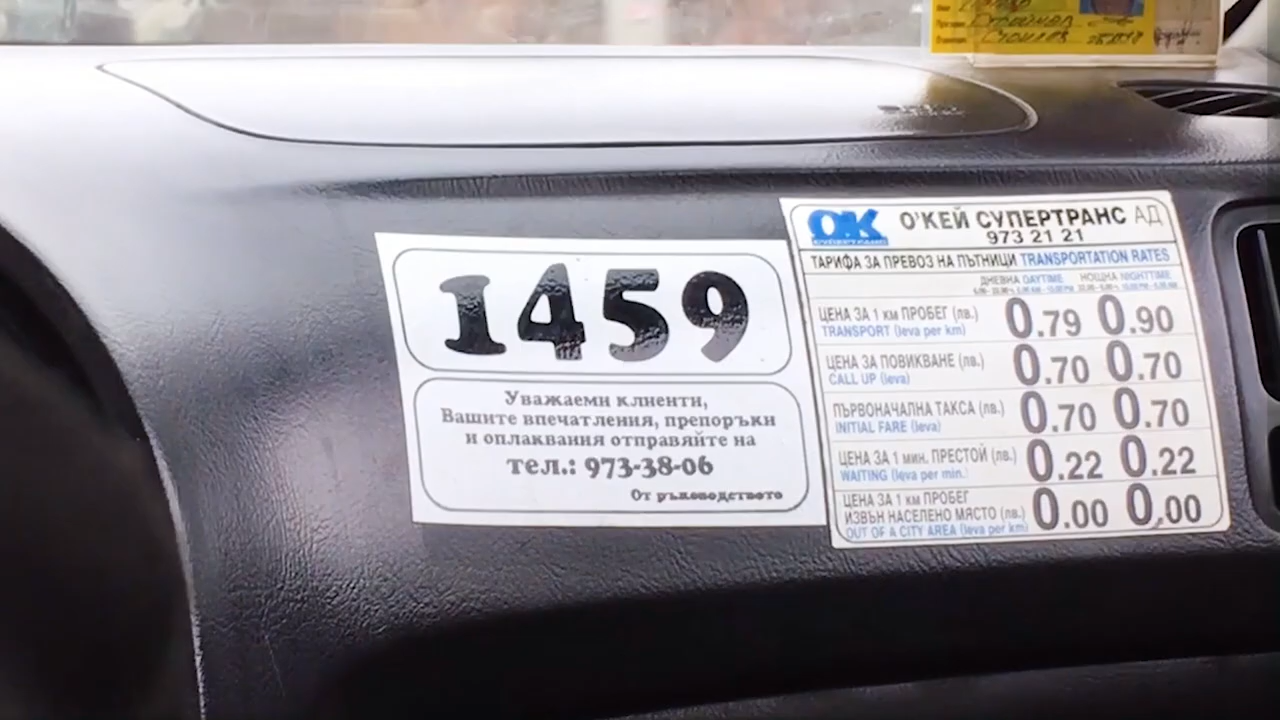 1459
Уважаеми клиенти,
Вашите впечатления, препоръки
и оплаквания отправяйте на
тел.: 973-38-06
От ръководството
OK О'КЕЙ СУПЕРТРАНС АД
СУПЕРТРАНС
973 21 21
ТАРИФА ЗА ПРЕВОЗ НА ПЪТНИЦИ TRANSPORTATION RATES
ДНЕВНА DAYTIME НОЩНА NIGHTTIME
ЦЕНА ЗА 1 км ПРОБЕГ (лв.) 0.79 0.90
TRANSPORT (leva per km)
ЦЕНА ЗА ПОВИКВАНЕ (лв.) 0.70 0.70
CALL UP (leva)
ПЪРВОНАЧАЛНА ТАКСА (лв.) 0.70 0.70
INITIAL FARE (leva)
ЦЕНА ЗА 1 мин. ПРЕСТОЙ (лв.) 0.22 0.22
WAITING (leva per min.)
ЦЕНА ЗА 1 км ПРОБЕГ
ИЗВЪН НАСЕЛЕНО МЯСТО (лв.) 0.00 0.00
OUT OF A CITY AREA (leva per km)